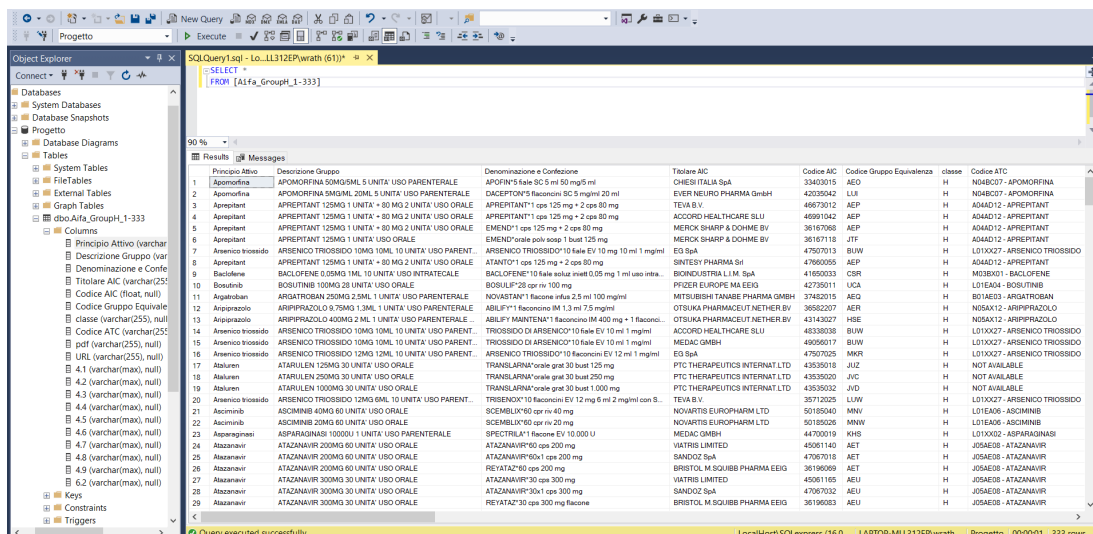 New Query
Progetto
Execute
Object Explorer
Connect
Databases
System Databases
Database Snapshots
Progetto
Database Diagrams
Tables
System Tables
FileTables
External Tables
Graph Tables
dbo.Aifa_GroupH_1-333
Columns
Principio Attivo (varchar
Descrizione Gruppo (var
Denominazione e Confe
Titolare AIC (varchar(255
Codice AIC (float, null)
Codice Gruppo Equivale
classe (varchar(255), null
Codice ATC (varchar(255
pdf (varchar(255), null)
URL (varchar(255), null)
4.1 (varchar(max), null)
4.2 (varchar(max), null)
4.3 (varchar(max), null)
4.4 (varchar(max), null)
4.5 (varchar(max), null)
4.6 (varchar(max), null)
4.7 (varchar(max), null)
4.8 (varchar(max), null)
4.9 (varchar(max), null)
6.2 (varchar(max), null)
Keys
Constraints
Triggers
SQLQuery1.sql - Lo...LL312EP\wrath (61))*
SELECT *
FROM [Aifa_GroupH_1-333]
90 %
Results Messages
Principio Attivo Descrizione Gruppo Denominazione e Confezione Titolare AIC Codice AIC Codice Gruppo Equivalenza classe Codice ATC
1 Apomorfina APOMORFINA 50MG/5ML 5 UNITA' USO PARENTERALE APOFIN*5 fiale SC 5 ml 50 mg/5 ml CHIESI ITALIA SpA 33403015 AEO H N04BC07 - APOMORFINA
2 Apomorfina APOMORFINA 5MG/ML 20ML 5 UNITA' USO PARENTERALE DACEPTON*5 flaconcini SC 5 mg/ml 20 ml EVER NEURO PHARMA GmbH 42035042 LUI H N04BC07 - APOMORFINA
3 Aprepitant APREPITANT 125MG 1 UNITA' + 80 MG 2 UNITA' USO ORALE APREPITANT*1 cps 125 mg + 2 cps 80 mg TEVA B.V. 46673012 AEP H A04AD12 - APREPITANT
4 Aprepitant APREPITANT 125MG 1 UNITA' + 80 MG 2 UNITA' USO ORALE APREPITANT*1 cps 125 mg + 2 cps 80 mg ACCORD HEALTHCARE SLU 46991042 AEP H A04AD12 - APREPITANT
5 Aprepitant APREPITANT 125MG 1 UNITA' + 80 MG 2 UNITA' USO ORALE EMEND*1 cps 125 mg + 2 cps 80 mg MERCK SHARP & DOHME BV 36167068 AEP H A04AD12 - APREPITANT
6 Aprepitant APREPITANT 125MG 1 UNITA' USO ORALE EMEND*orale polv sosp 1 bust 125 mg MERCK SHARP & DOHME BV 36167118 JTF H A04AD12 - APREPITANT
7 Arsenico triossido ARSENICO TRIOSSIDO 10MG 10ML 10 UNITA' USO PARENT... ARSENICO TRIOSSIDO*10 fiale EV 10 mg 10 ml 1 mg/ml EG SpA 47507013 BUW H L01XX27 - ARSENICO TRIOSSIDO
8 Aprepitant APREPITANT 125MG 1 UNITA' + 80 MG 2 UNITA' USO ORALE ATANTO*1 cps 125 mg + 2 cps 80 mg SINTESY PHARMA Srl 47660055 AEP H A04AD12 - APREPITANT
9 Baclofene BACLOFENE 0,05MG 1ML 10 UNITA' USO INTRATECALE BACLOFENE*10 fiale soluz iniett 0,05 mg 1 ml uso intra... BIOINDUSTRIA L.I.M. SpA 41650033 CSR H M03BX01 - BACLOFENE
10 Bosutinib BOSUTINIB 100MG 28 UNITA' USO ORALE BOSULIF*28 cpr riv 100 mg PFIZER EUROPE MA EEIG 42735011 UCA H L01EA04 - BOSUTINIB
11 Argatroban ARGATROBAN 250MG 2,5ML 1 UNITA' USO PARENTERALE NOVASTAN*1 flacone infus 2,5 ml 100 mg/ml MITSUBISHI TANABE PHARMA GMBH 37482015 AEQ H B01AE03 - ARGATROBAN
12 Aripiprazolo ARIPIPRAZOLO 9,75MG 1,3ML 1 UNITA' USO PARENTERALE ABILIFY*1 flaconcino IM 1,3 ml 7,5 mg/ml OTSUKA PHARMACEUT.NETHER.BV 36582207 AER H N05AX12 - ARIPIPRAZOLO
13 Aripiprazolo ARIPIPRAZOLO 400MG 2 ML 1 UNITA' USO PARENTERALE ... ABILIFY MAINTENA*1 flaconcino IM 400 mg + 1 flaconci... OTSUKA PHARMACEUT.NETHER.BV 43143027 HSE H N05AX12 - ARIPIPRAZOLO
14 Arsenico triossido ARSENICO TRIOSSIDO 10MG 10ML 10 UNITA' USO PARENT... TRIOSSIDO DI ARSENICO*10 fiale EV 10 ml 1 mg/ml ACCORD HEALTHCARE SLU 48338038 BUW H L01XX27 - ARSENICO TRIOSSIDO
15 Arsenico triossido ARSENICO TRIOSSIDO 10MG 10ML 10 UNITA' USO PARENT... TRIOSSIDO DI ARSENICO*10 fiale EV 10 ml 1 mg/ml MEDAC GMBH 49056017 BUW H L01XX27 - ARSENICO TRIOSSIDO
16 Arsenico triossido ARSENICO TRIOSSIDO 12MG 12ML 10 UNITA' USO PARENT... ARSENICO TRIOSSIDO*10 flaconcini EV 12 ml 1 mg/ml EG SpA 47507025 MKR H L01XX27 - ARSENICO TRIOSSIDO
17 Ataluren ATARULEN 125MG 30 UNITA' USO ORALE TRANSLARNA*orale grat 30 bust 125 mg PTC THERAPEUTICS INTERNAT.LTD 43535018 JUZ H NOT AVAILABLE
18 Ataluren ATARULEN 250MG 30 UNITA' USO ORALE TRANSLARNA*orale grat 30 bust 250 mg PTC THERAPEUTICS INTERNAT.LTD 43535020 JVC H NOT AVAILABLE
19 Ataluren ATARULEN 1000MG 30 UNITA' USO ORALE TRANSLARNA*orale grat 30 bust 1.000 mg PTC THERAPEUTICS INTERNAT.LTD 43535032 JVD H NOT AVAILABLE
20 Arsenico triossido ARSENICO TRIOSSIDO 12MG 6ML 10 UNITA' USO PARENT... TRISENOX*10 flaconcini EV 12 mg 6 ml 2 mg/ml con S... TEVA B.V. 35712025 LUW H L01XX27 - ARSENICO TRIOSSIDO
21 Asciminib ASCIMINIB 40MG 60 UNITA' USO ORALE SCEMBLIX*60 cpr riv 40 mg NOVARTIS EUROPHARM LTD 50185040 MNV H L01EA06 - ASCIMINIB
22 Asciminib ASCIMINIB 20MG 60 UNITA' USO ORALE SCEMBLIX*60 cpr riv 20 mg NOVARTIS EUROPHARM LTD 50185026 MNW H L01EA06 - ASCIMINIB
23 Asparaginasi ASPARAGINASI 10000U 1 UNITA' USO PARENTERALE SPECTRILA*1 flacone EV 10.000 U MEDAC GMBH 44700019 KHS H L01XX02 - ASPARAGINASI
24 Atazanavir ATAZANAVIR 200MG 60 UNITA' USO ORALE ATAZANAVIR*60 cps 200 mg VIATRIS LIMITED 45061140 AET H J05AE08 - ATAZANAVIR
25 Atazanavir ATAZANAVIR 200MG 60 UNITA' USO ORALE ATAZANAVIR*60x1 cps 200 mg SANDOZ SpA 47067018 AET H J05AE08 - ATAZANAVIR
26 Atazanavir ATAZANAVIR 200MG 60 UNITA' USO ORALE REYATAZ*60 cps 200 mg BRISTOL M.SQUIBB PHARMA EEIG 36196069 AET H J05AE08 - ATAZANAVIR
27 Atazanavir ATAZANAVIR 300MG 30 UNITA' USO ORALE ATAZANAVIR*30 cps 300 mg VIATRIS LIMITED 45061165 AEU H J05AE08 - ATAZANAVIR
28 Atazanavir ATAZANAVIR 300MG 30 UNITA' USO ORALE ATAZANAVIR*30x1 cps 300 mg SANDOZ SpA 47067032 AEU H J05AE08 - ATAZANAVIR
29 Atazanavir ATAZANAVIR 300MG 30 UNITA' USO ORALE REYATAZ*30 cps 300 mg flacone BRISTOL M.SQUIBB PHARMA EEIG 36196083 AEU H J05AE08 - ATAZANAVIR
Query executed successfully. LocalHost\SQLexpress (16.0 LAPTOP-MLL312EP\wrath Progetto 00:00:01 333 rows